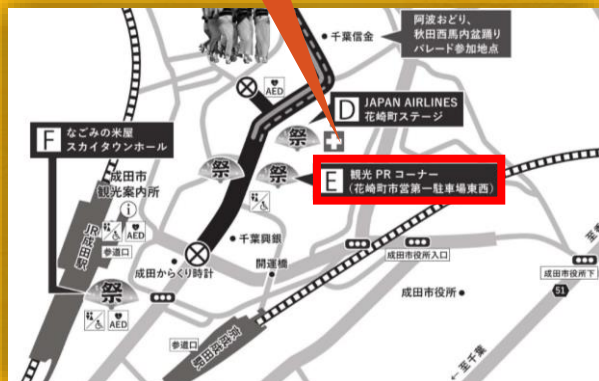 千葉信金
阿波おどり、
秋田西馬内盆踊り
パレード参加地点
AED
D
JAPAN AIRLINES
花崎町ステージ
祭
F
なごみの米屋
スカイタウンホール
祭
祭
E
観光 PR コーナー
(花崎町市営第一駐車場東西)
成田市
観光案内所
i
AED
参道口
JR成田駅
千葉興銀
成田からくり時計
開運橋
成田市役所入口
成田市役所下
祭
AED
成田市役所
51
参道口
京成成田駅
至千葉